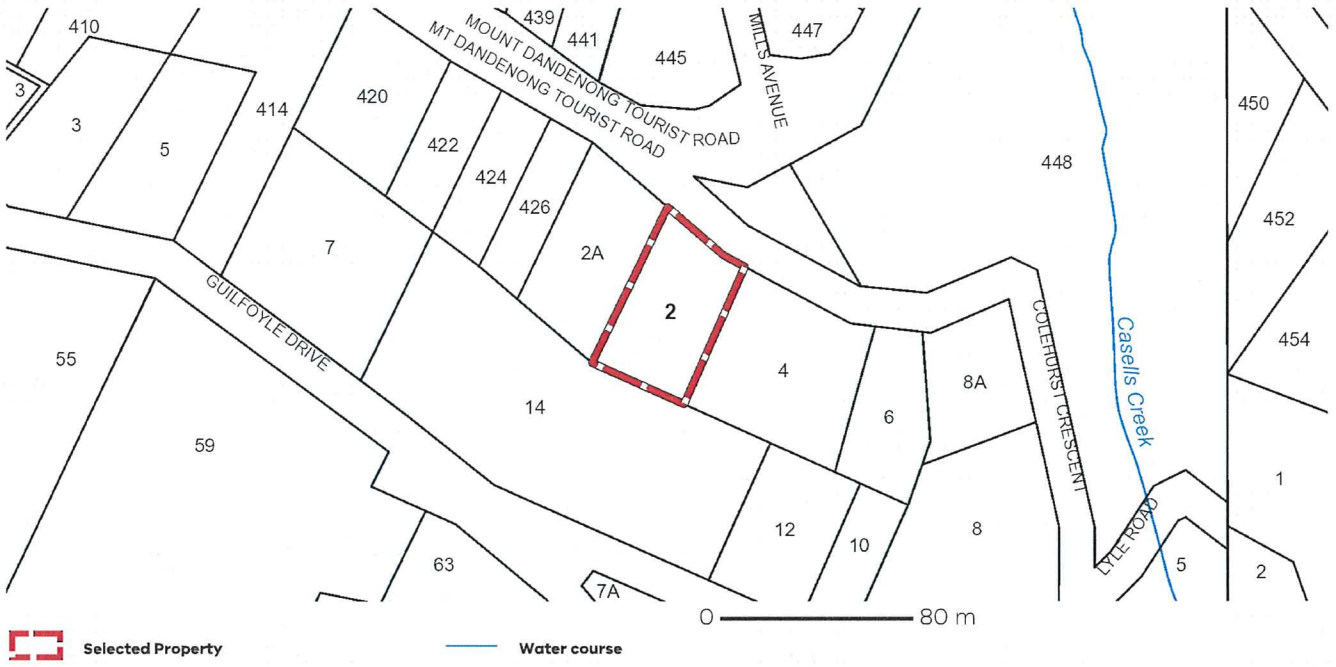 410
439
441
445
447
MILLS AVENUE
MOUNT DANDENONG TOURIST ROAD
MT DANDENONG TOURIST ROAD
3
3
5
414
420
422
424
426
448
450
452
454
7
2A
2
GUILFOYLE DRIVE
55
59
14
4
6
8A
COLEHURST CRESCENT
Casells Creek
12
10
8
63
7A
LYLE ROAD
5
1
2
0 80 m
Selected Property
Water course